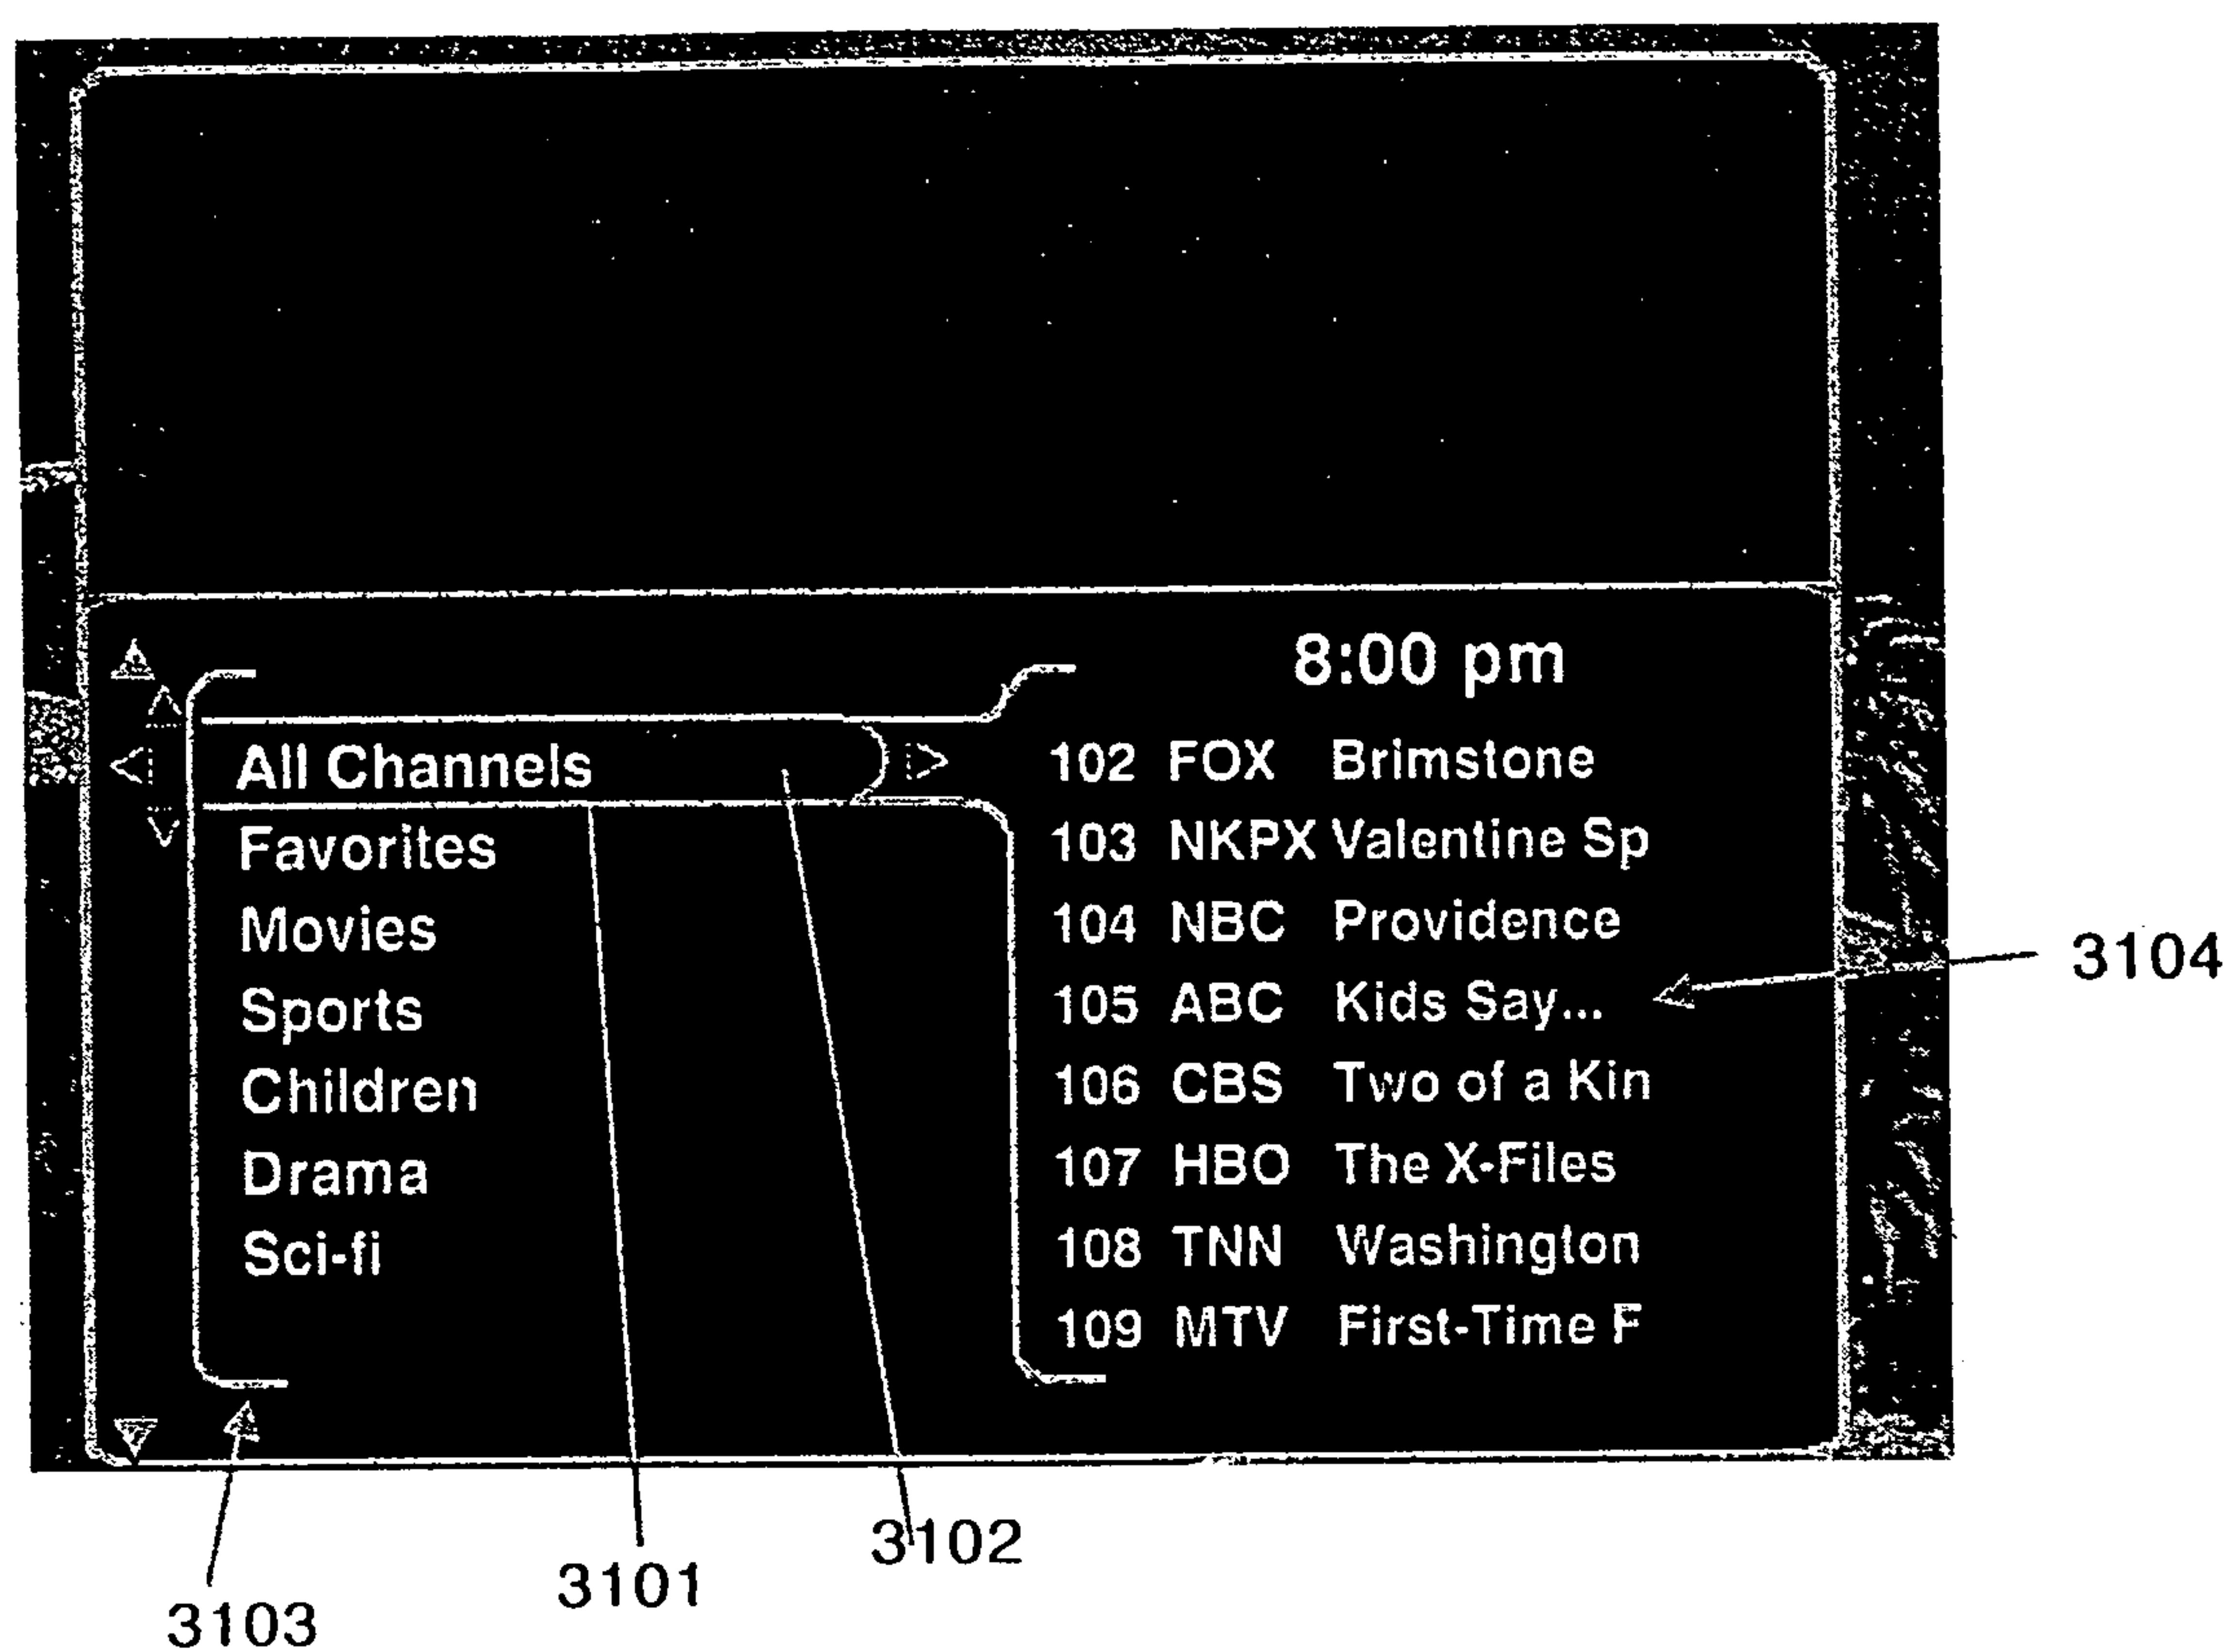 8:00 pm
All Channels
Favorites
Movies
Sports
Children
Drama
Sci-fi
102 FOX Brimstone
103 NKPX Valentine Sp
104 NBC Providence
105 ABC Kids Say...
106 CBS Two of a Kin
107 HBO The X-Files
108 TNN Washington
109 MTV First-Time F
3104
3102
3101
3103